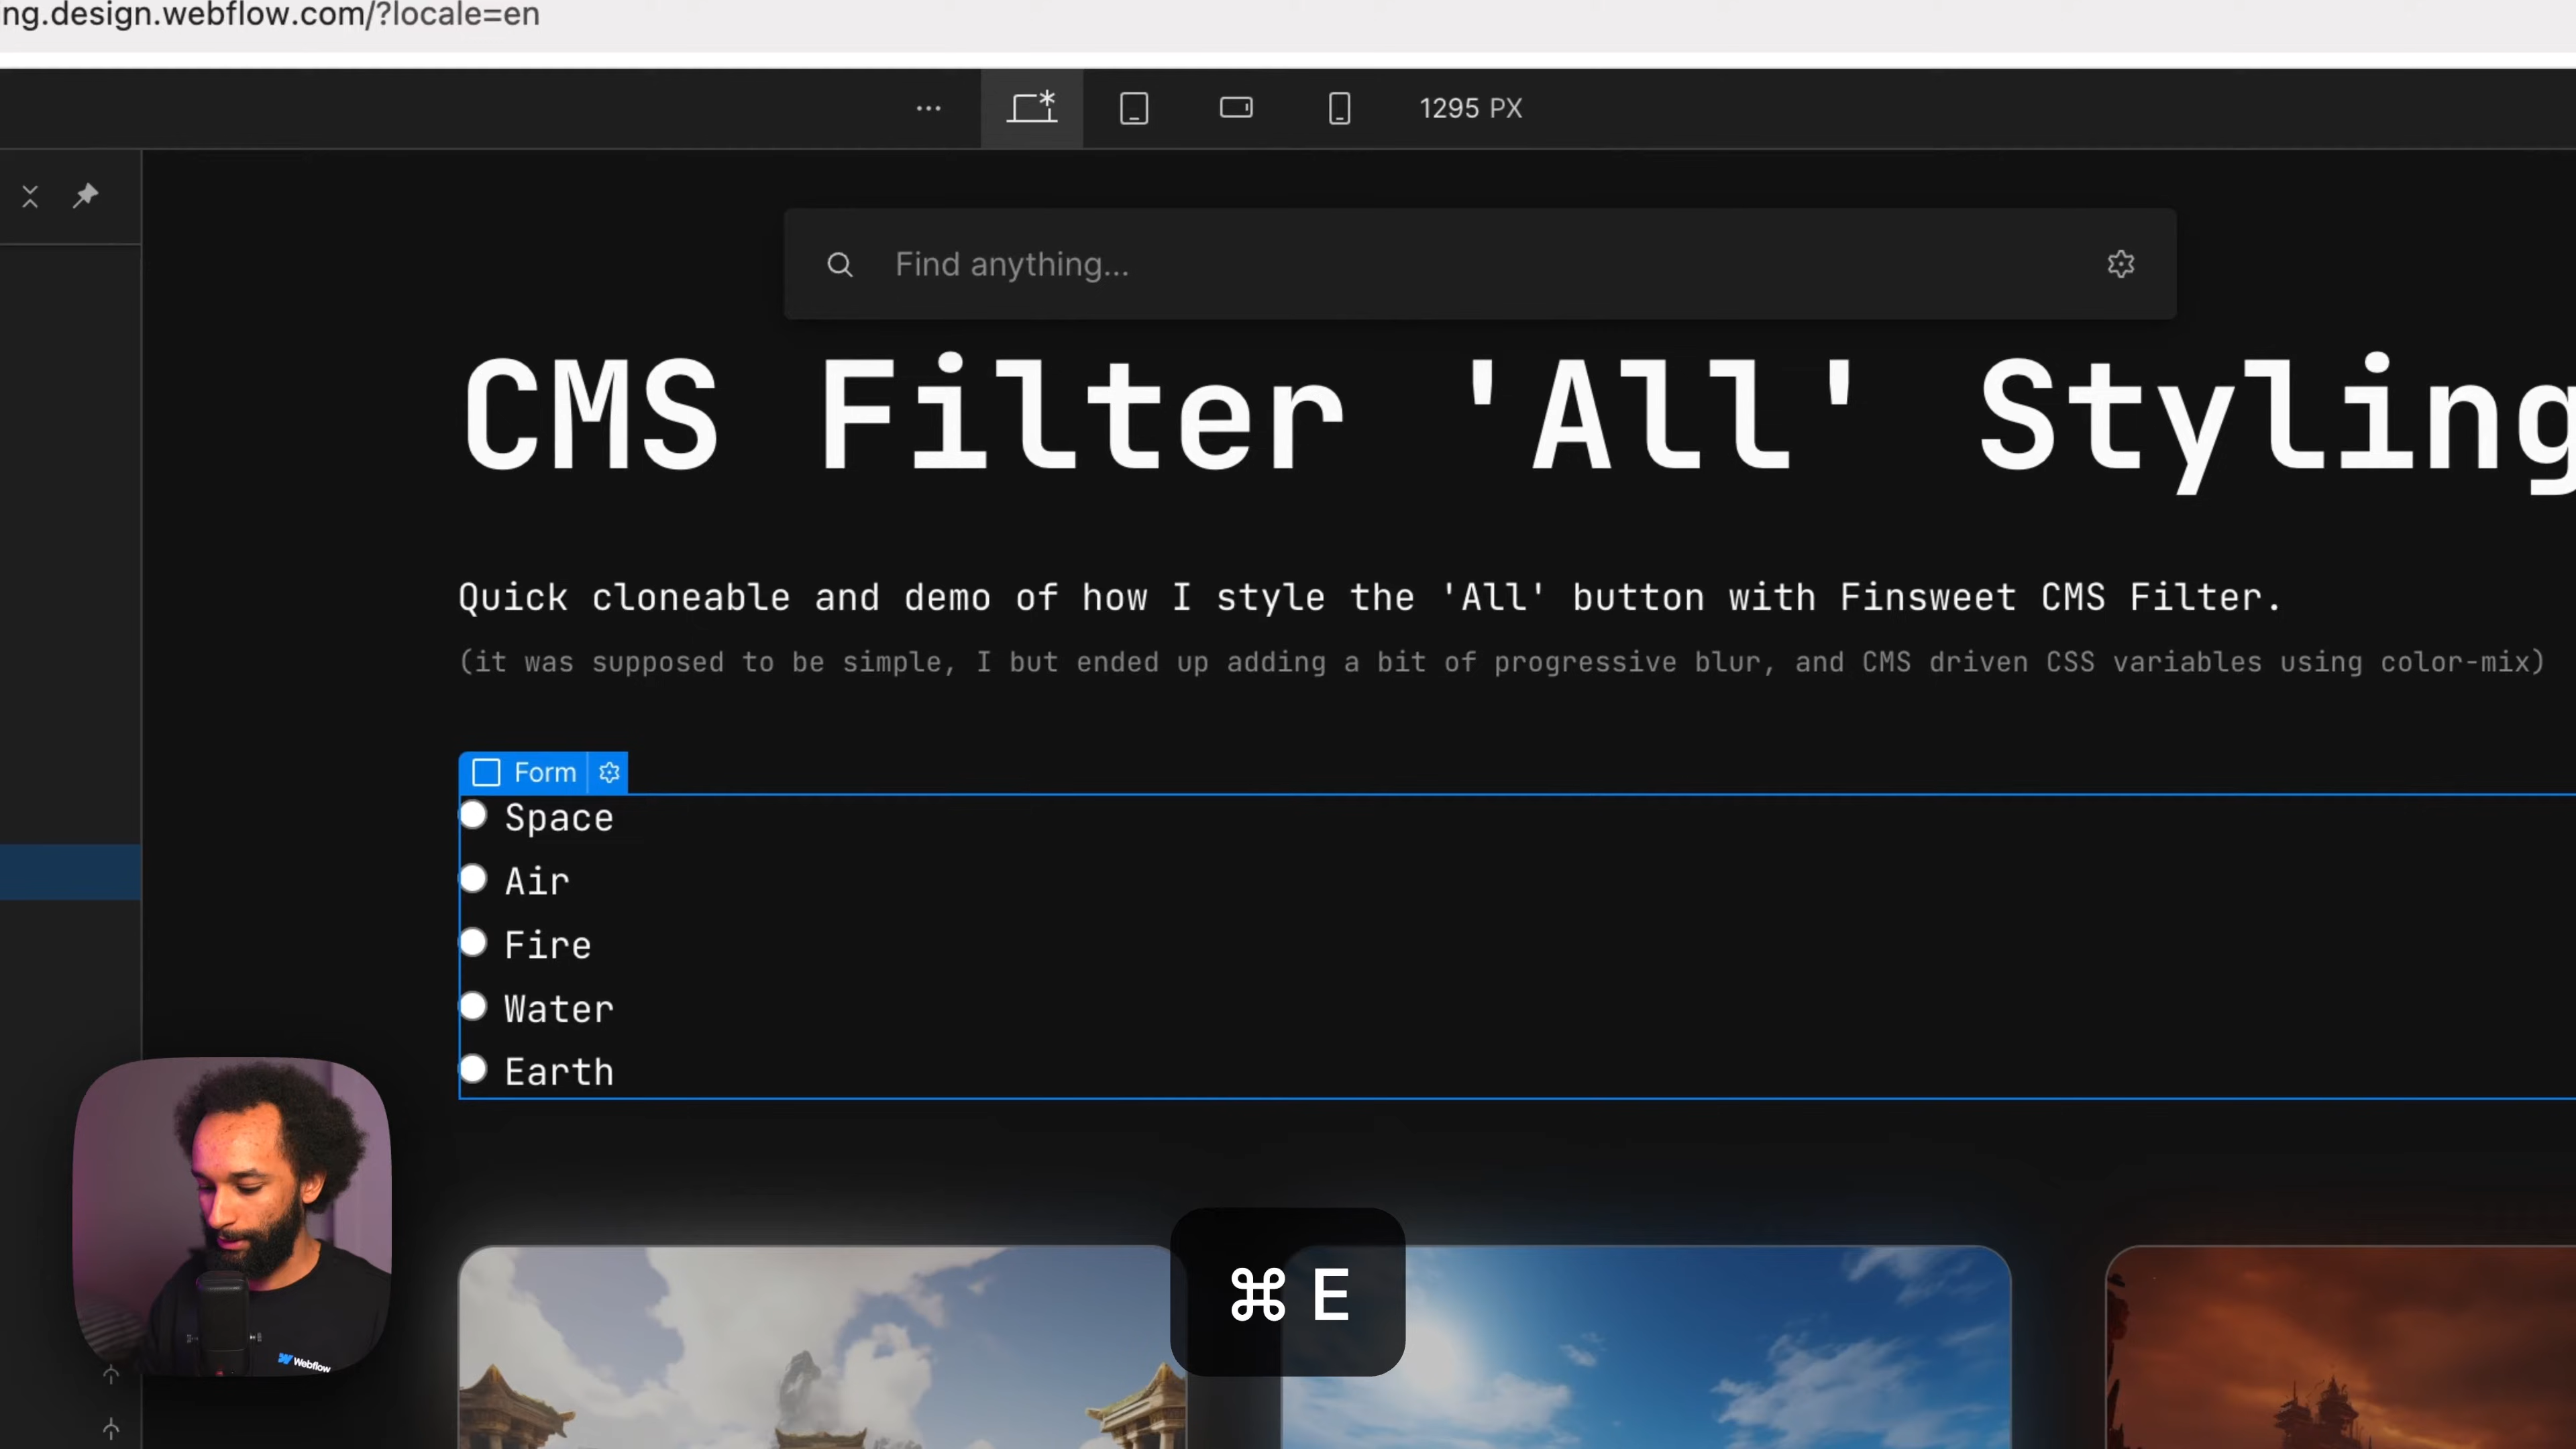 ng.design.webflow.com/?locale=en
1295 PX
Find anything...
CMS Filter 'All' Styling
Quick cloneable and demo of how I style the 'All' button with Finsweet CMS Filter.
(it was supposed to be simple, I but ended up adding a bit of progressive blur, and CMS driven CSS variables using color-mix)
Form
Space
Air
Fire
Water
Earth
⌘ E
Webflow